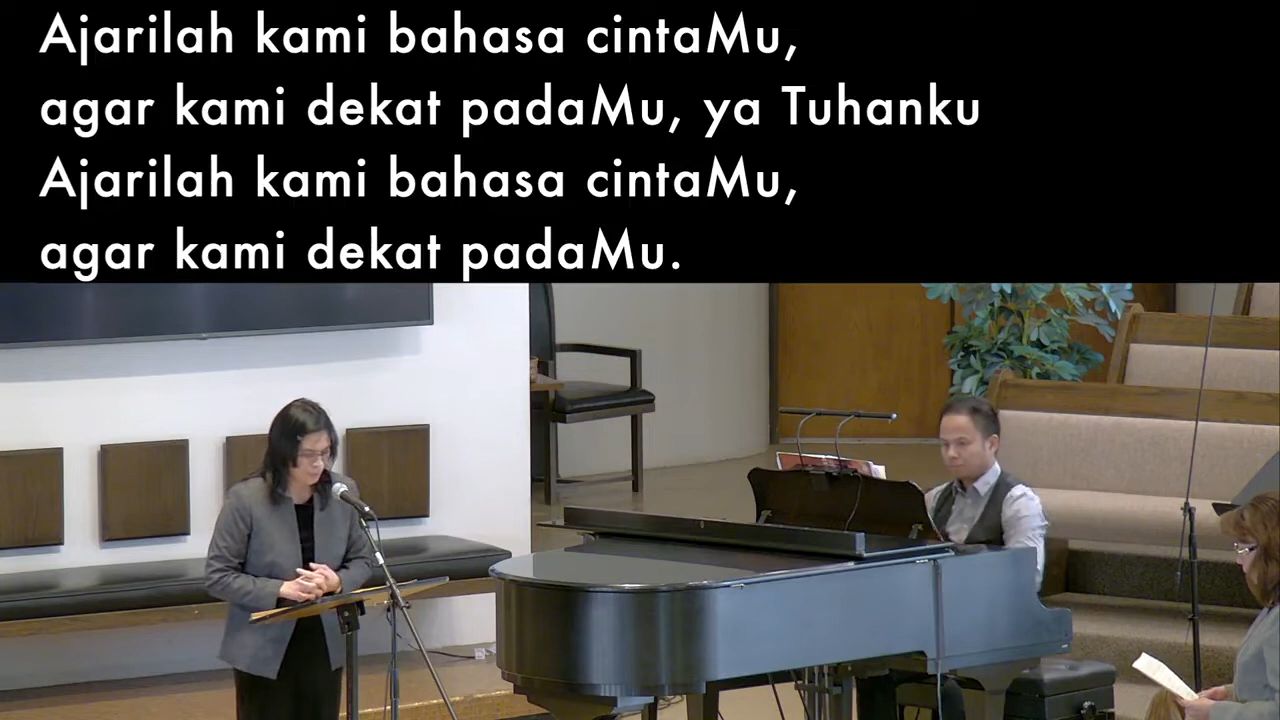 Ajarilah kami bahasa cintaMu,
agar kami dekat padaMu, ya Tuhanku
Ajarilah kami bahasa cintaMu,
agar kami dekat padaMu.